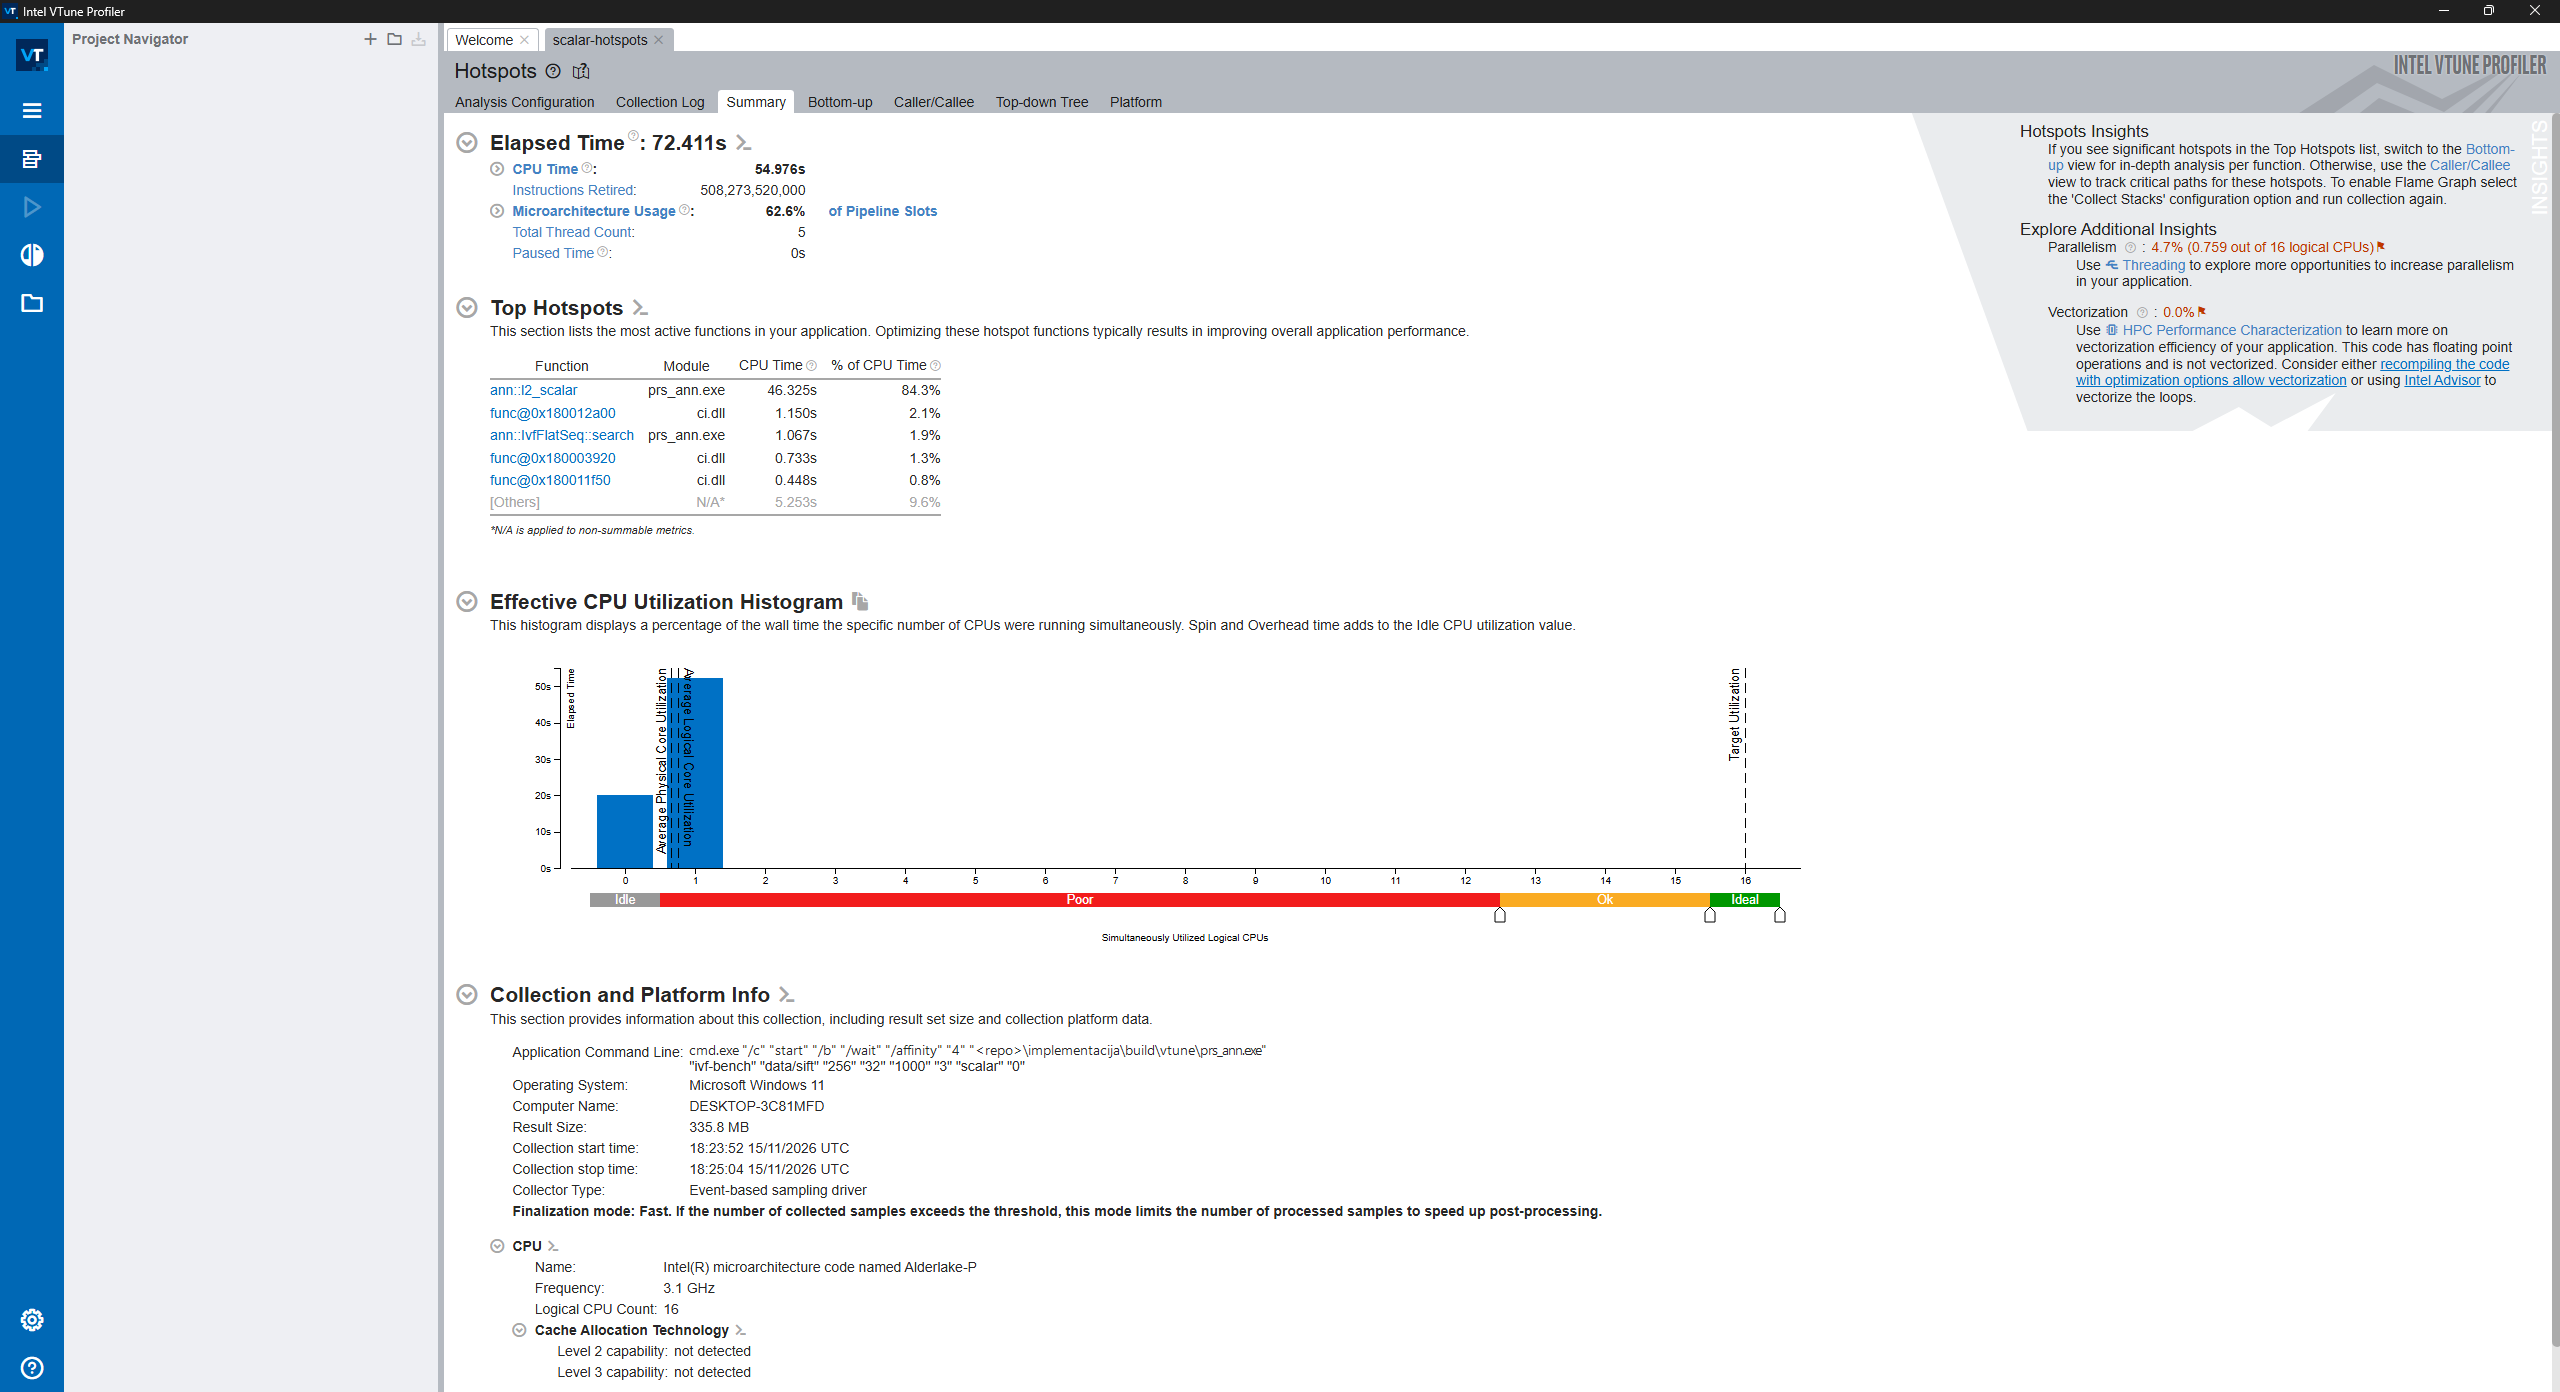 VT Intel VTune Profiler
VT
Project Navigator
Welcome
scalar-hotspots
Hotspots
INTEL VTUNE PROFILER
Analysis Configuration
Collection Log
Summary
Bottom-up
Caller/Callee
Top-down Tree
Platform
Elapsed Time: 72.411s
CPU Time: 54.976s
Instructions Retired: 508,273,520,000
Microarchitecture Usage: 62.6% of Pipeline Slots
Total Thread Count: 5
Paused Time: 0s
Top Hotspots
This section lists the most active functions in your application. Optimizing these hotspot functions typically results in improving overall application performance.
Function Module CPU Time % of CPU Time
ann::l2_scalar prs_ann.exe 46.325s 84.3%
func@0x180012a00 ci.dll 1.150s 2.1%
ann::IvfFlatSeq::search prs_ann.exe 1.067s 1.9%
func@0x180003920 ci.dll 0.733s 1.3%
func@0x180011f50 ci.dll 0.448s 0.8%
[Others] N/A* 5.253s 9.6%
*N/A is applied to non-summable metrics.
Effective CPU Utilization Histogram
This histogram displays a percentage of the wall time the specific number of CPUs were running simultaneously. Spin and Overhead time adds to the Idle CPU utilization value.
50s
40s
30s
20s
10s
0s
Elapsed Time
Average Physical Core Utilization
Average Logical Core Utilization
Target Utilization
0 1 2 3 4 5 6 7 8 9 10 11 12 13 14 15 16
Idle Poor Ok Ideal
Simultaneously Utilized Logical CPUs
Collection and Platform Info
This section provides information about this collection, including result set size and collection platform data.
Application Command Line: cmd.exe "/c" "start" "/b" "/wait" "/affinity" "4" "<repo>\implementacija\build\vtune\prs_ann.exe"
"ivf-bench" "data/sift" "256" "32" "1000" "3" "scalar" "0"
Operating System: Microsoft Windows 11
Computer Name: DESKTOP-3C81MFD
Result Size: 335.8 MB
Collection start time: 18:23:52 15/11/2026 UTC
Collection stop time: 18:25:04 15/11/2026 UTC
Collector Type: Event-based sampling driver
Finalization mode: Fast. If the number of collected samples exceeds the threshold, this mode limits the number of processed samples to speed up post-processing.
CPU
Name: Intel(R) microarchitecture code named Alderlake-P
Frequency: 3.1 GHz
Logical CPU Count: 16
Cache Allocation Technology
Level 2 capability: not detected
Level 3 capability: not detected
Hotspots Insights
If you see significant hotspots in the Top Hotspots list, switch to the Bottom-
up view for in-depth analysis per function. Otherwise, use the Caller/Callee
view to track critical paths for these hotspots. To enable Flame Graph select
the 'Collect Stacks' configuration option and run collection again.
Explore Additional Insights
Parallelism : 4.7% (0.759 out of 16 logical CPUs)
Use Threading to explore more opportunities to increase parallelism
in your application.
Vectorization : 0.0%
Use HPC Performance Characterization to learn more on
vectorization efficiency of your application. This code has floating point
operations and is not vectorized. Consider either recompiling the code
with optimization options allow vectorization or using Intel Advisor to
vectorize the loops.
INSIGHTS